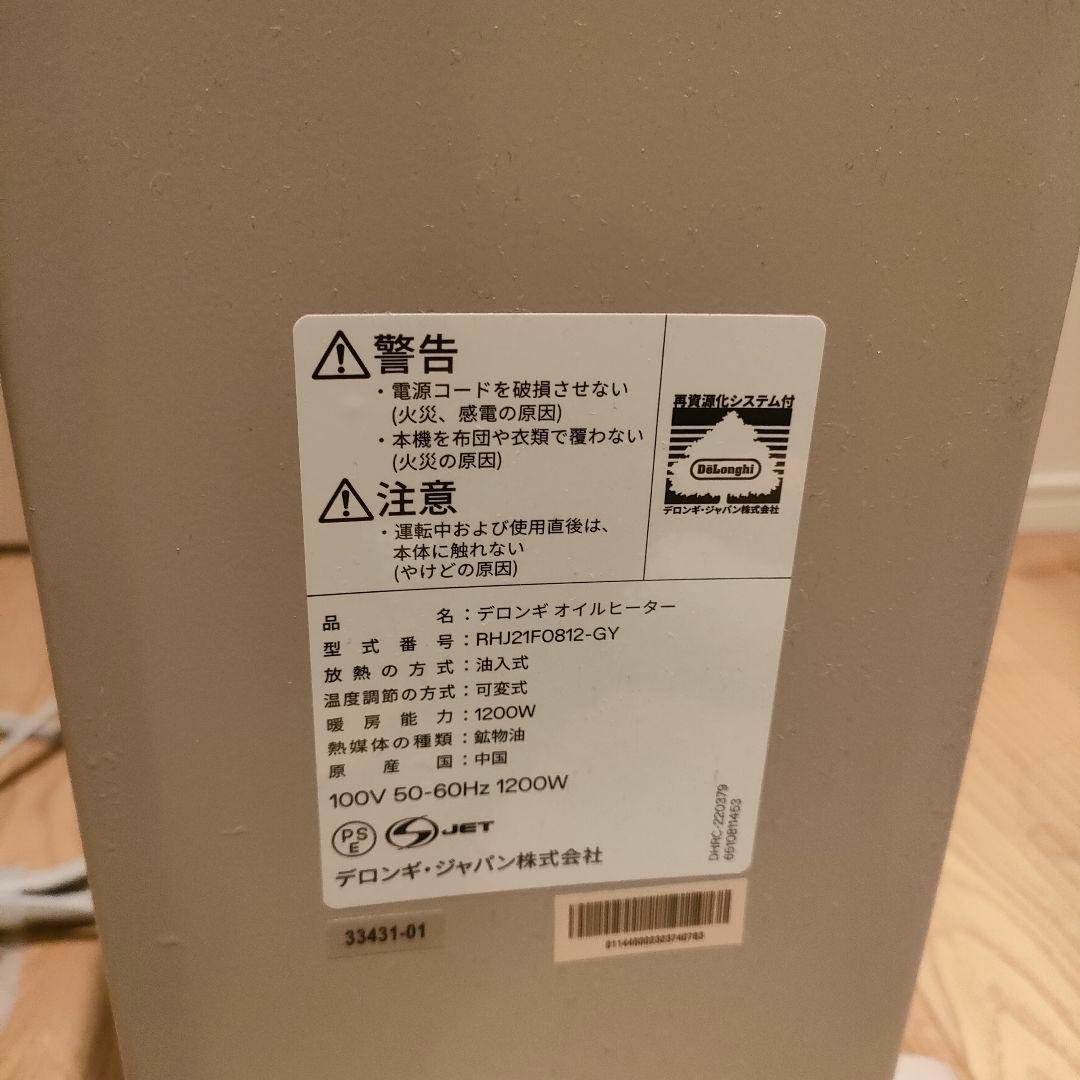 警告
・電源コードを破損させない
(火災、感電の原因)
・本機を布団や衣類で覆わない
(火災の原因)
注意
・運転中および使用直後は、
本体に触れない
(やけどの原因)
再資源化システム付
DēLonghi
デロンギ・ジャパン株式会社
品名：デロンギ オイルヒーター
型式番号：RHJ21F0812-GY
放熱の方式：油入式
温度調節の方式：可変式
暖房能力：1200W
熱媒体の種類：鉱物油
原産国：中国
100V 50-60Hz 1200W
PSE
JET
デロンギ・ジャパン株式会社
DHRC-220379
33431-01